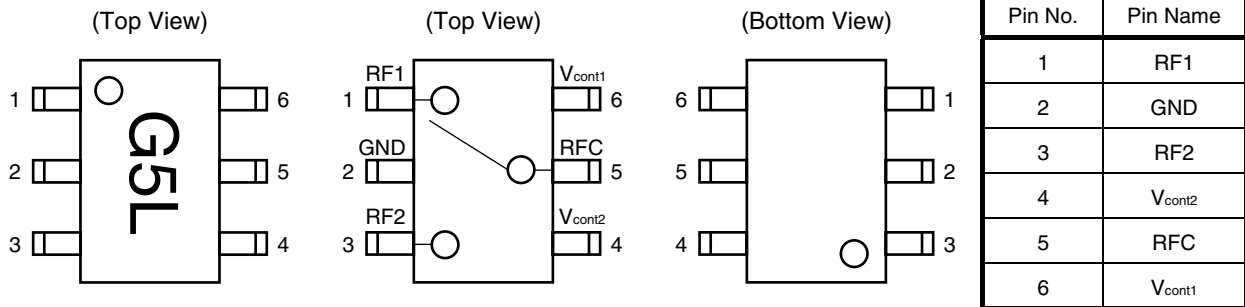 (Top View)
1
2
3
G5L
6
5
4
(Top View)
RF1
1
GND
2
RF2
3
Vcont1
6
RFC
5
Vcont2
4
(Bottom View)
6
5
4
1
2
3
Pin No. Pin Name
1 RF1
2 GND
3 RF2
4 Vcont2
5 RFC
6 Vcont1